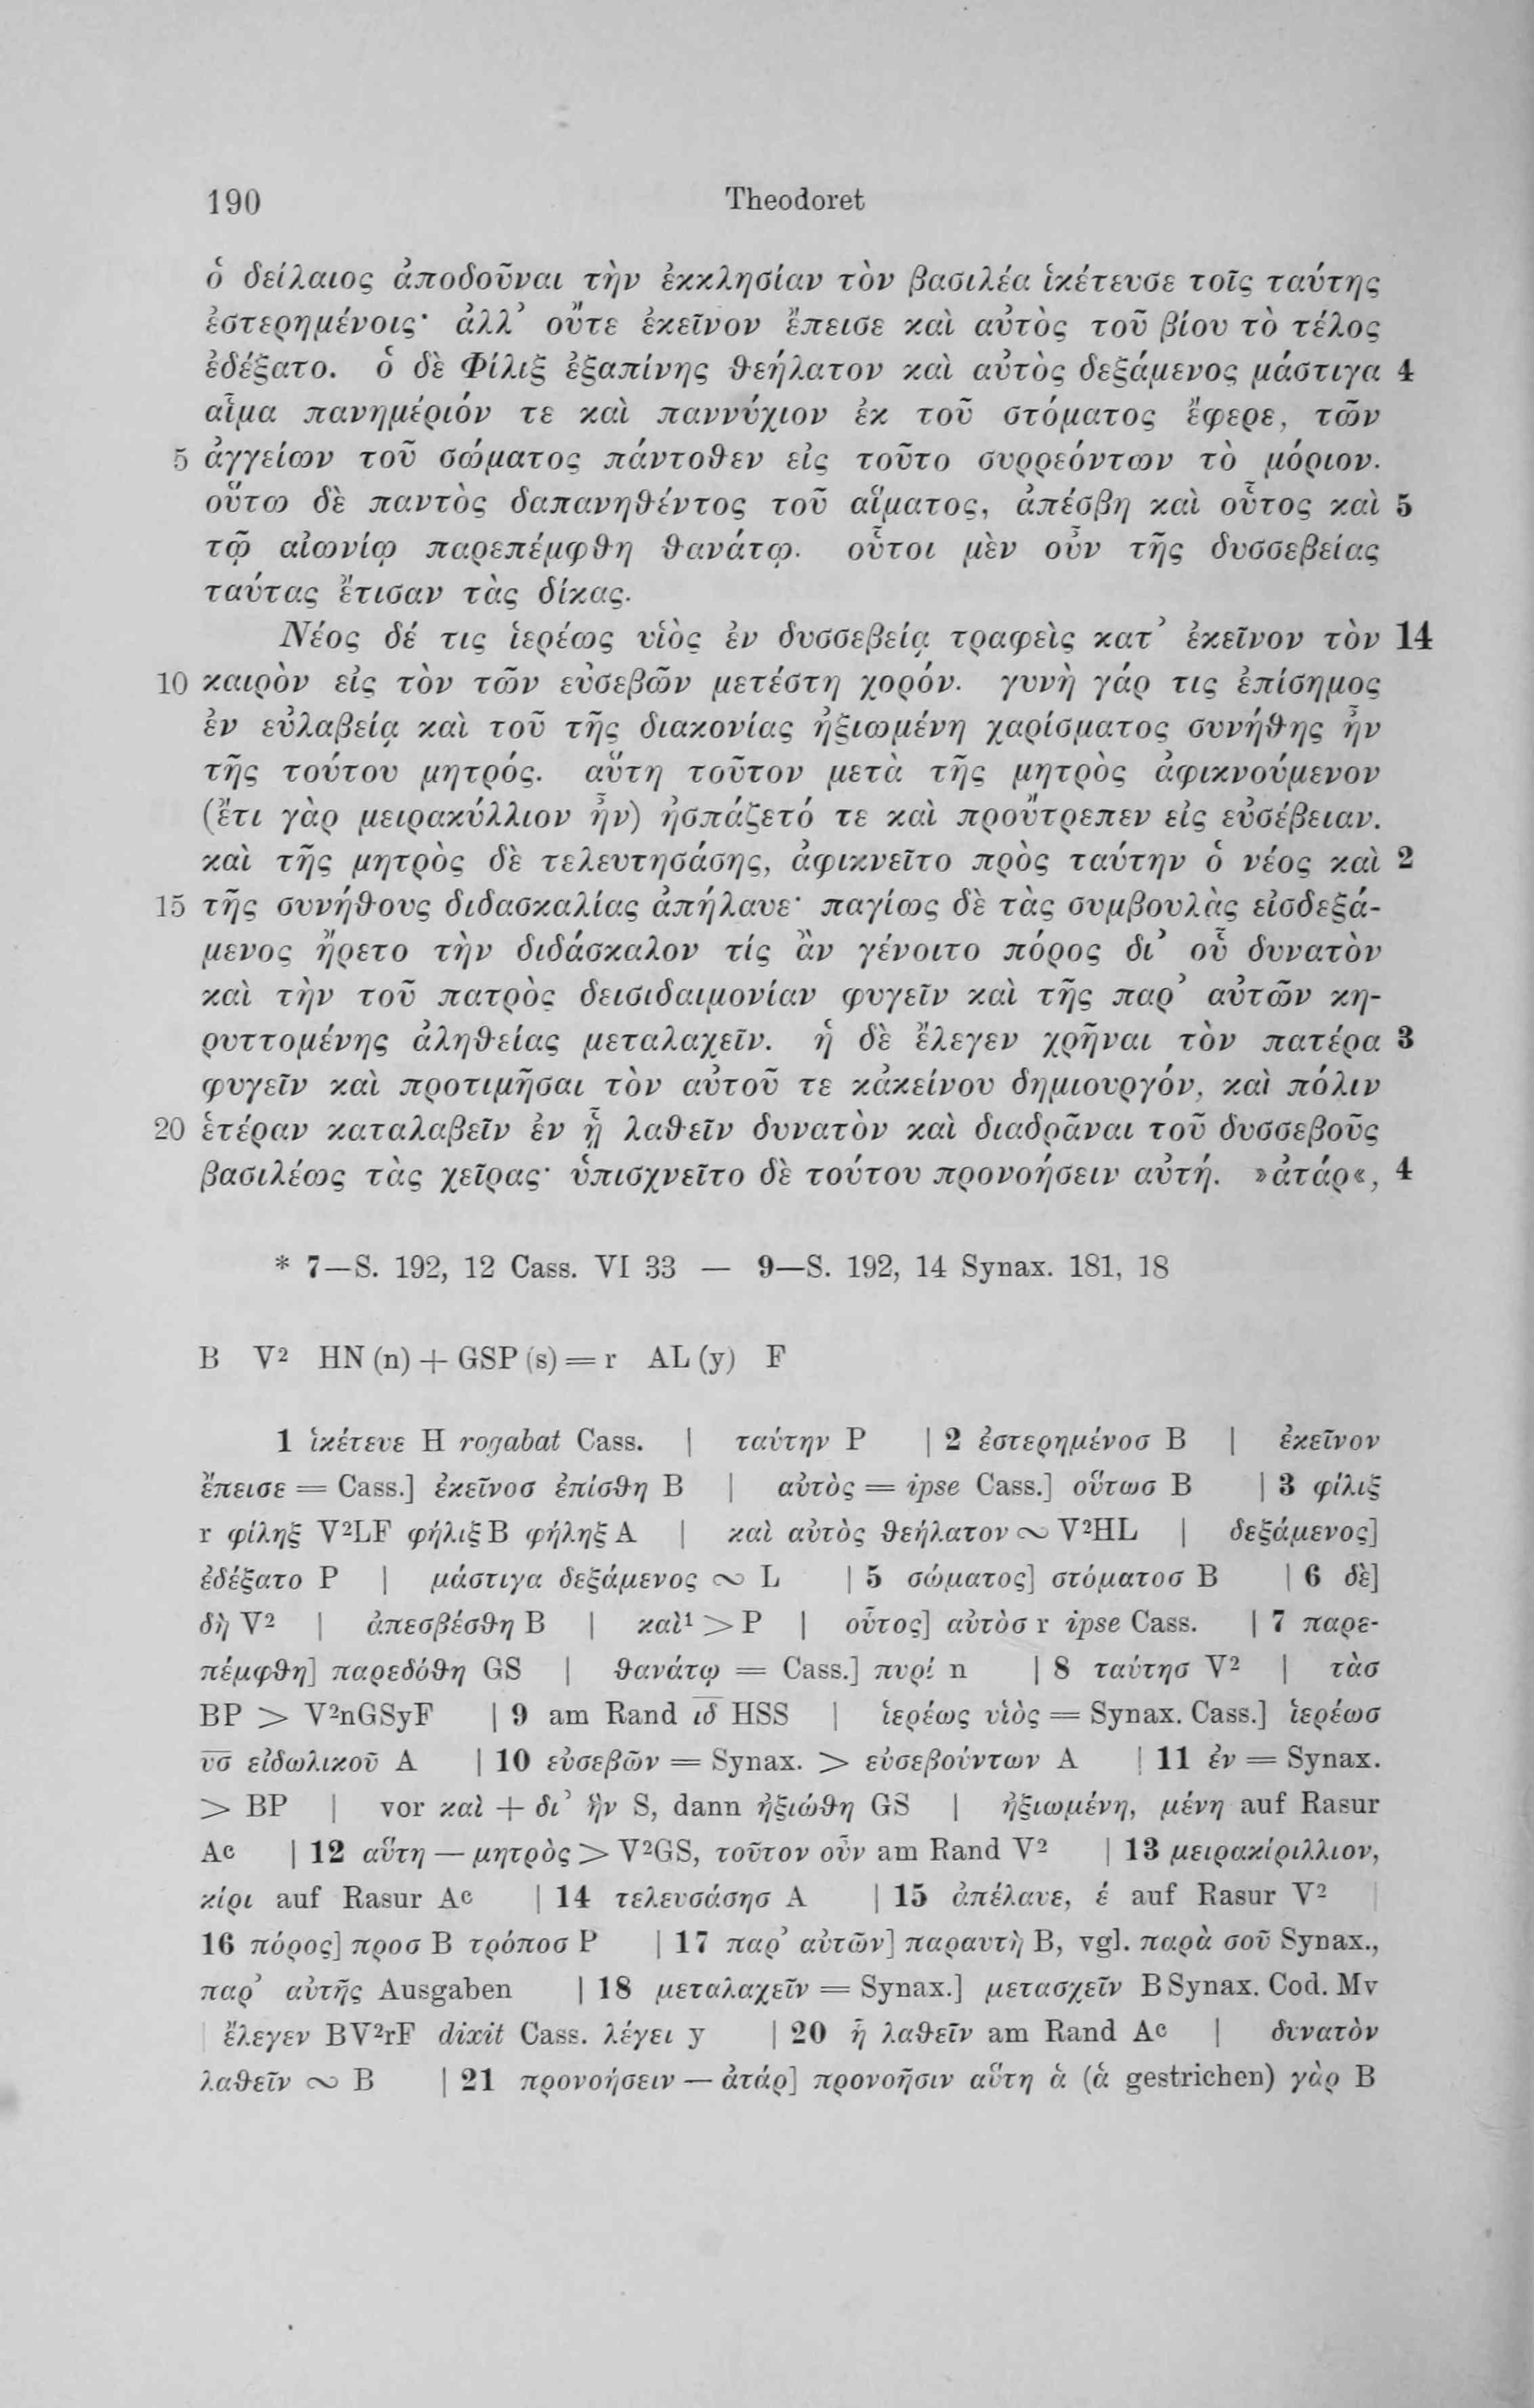 190 Theodoret
ὁ δείλαιος ἀποδοῦναι τὴν ἐκκλησίαν τὸν βασιλέα ἱκέτευσε τοῖς ταύτης
ἐστερημένοις· ἀλλ’ οὔτε ἐκεῖνον ἔπεισε καὶ αὐτὸς τοῦ βίου τὸ τέλος
ἐδέξατο. ὁ δὲ Φίλιξ ἐξαπίνης θεήλατον καὶ αὐτὸς δεξάμενος μάστιγα 4
αἷμα πανημέριόν τε καὶ παννύχιον ἐκ τοῦ στόματος ἔφερε, τῶν
5 ἀγγείων τοῦ σώματος πάντοθεν εἰς τοῦτο συρρεόντων τὸ μόριον.
οὕτω δὲ παντὸς δαπανηθέντος τοῦ αἵματος, ἀπέσβη καὶ οὗτος καὶ 5
τῷ αἰωνίῳ παρεπέμφθη θανάτῳ. οὗτοι μὲν οὖν τῆς δυσσεβείας
ταύτας ἔτισαν τὰς δίκας.
Νέος δέ τις ἱερέως υἱὸς ἐν δυσσεβείᾳ τραφεὶς κατ’ ἐκεῖνον τὸν 14
10 καιρὸν εἰς τὸν τῶν εὐσεβῶν μετέστη χορόν. γυνὴ γάρ τις ἐπίσημος
ἐν εὐλαβείᾳ καὶ τοῦ τῆς διακονίας ἠξιωμένη χαρίσματος συνήθης ἦν
τῆς τούτου μητρός. αὕτη τοῦτον μετὰ τῆς μητρὸς ἀφικνούμενον
(ἔτι γὰρ μειρακύλλιον ἦν) ἠσπάζετό τε καὶ προὔτρεπεν εἰς εὐσέβειαν.
καὶ τῆς μητρὸς δὲ τελευτησάσης, ἀφικνεῖτο πρὸς ταύτην ὁ νέος καὶ 2
15 τῆς συνήθους διδασκαλίας ἀπήλαυε· παγίως δὲ τὰς συμβουλὰς εἰσδεξά-
μενος ἤρετο τὴν διδάσκαλον τίς ἂν γένοιτο πόρος δι’ οὗ δυνατὸν
καὶ τὴν τοῦ πατρὸς δεισιδαιμονίαν φυγεῖν καὶ τῆς παρ’ αὐτῶν κη-
ρυττομένης ἀληθείας μεταλαχεῖν. ἡ δὲ ἔλεγεν χρῆναι τὸν πατέρα 3
φυγεῖν καὶ προτιμῆσαι τὸν αὐτοῦ τε κἀκείνου δημιουργόν, καὶ πόλιν
20 ἑτέραν καταλαβεῖν ἐν ᾗ λαθεῖν δυνατὸν καὶ διαδρᾶναι τοῦ δυσσεβοῦς
βασιλέως τὰς χεῖρας· ὑπισχνεῖτο δὲ τούτου προνοήσειν αὐτή. »ἀτάρ«, 4
* 7—S. 192, 12 Cass. VI 33 — 9—S. 192, 14 Synax. 181, 18
B V² HN (n) + GSP (s) = r AL (y) F
1 ἱκέτευε H rogabat Cass. | ταύτην P | 2 ἐστερημένοσ B | ἐκεῖνον
ἔπεισε = Cass.] ἐκεῖνοσ ἐπίσθη B | αὐτὸς = ipse Cass.] οὕτωσ B | 3 φίλιξ
r φίληξ V²LF φήλιξ B φήληξ A | καὶ αὐτὸς θεήλατον ∾ V²HL | δεξάμενος]
ἐδέξατο P | μάστιγα δεξάμενος ∾ L | 5 σώματος] στόματοσ B | 6 δὲ]
δὴ V² | ἀπεσβέσθη B | καὶ¹ > P | οὗτος] αὐτὸσ r ipse Cass. | 7 παρε-
πέμφθη] παρεδόθη GS | θανάτῳ = Cass.] πυρί n | 8 ταύτησ V² | τὰσ
BP > V²nGSyF | 9 am Rand ι̅δ̅ HSS | ἱερέως υἱὸς = Synax. Cass.] ἱερέωσ
υ̅σ̅ εἰδωλικοῦ A | 10 εὐσεβῶν = Synax. > εὐσεβούντων A | 11 ἐν = Synax.
> BP | vor καὶ + δι’ ἣν S, dann ἠξιώθη GS | ἠξιωμένη, μένη auf Rasur
Aᶜ | 12 αὕτη — μητρὸς > V²GS, τοῦτον οὖν am Rand V² | 13 μειρακίριλλιον,
κίρι auf Rasur Aᶜ | 14 τελευσάσησ A | 15 ἀπέλαυε, έ auf Rasur V² |
16 πόρος] προσ B τρόποσ P | 17 παρ’ αὐτῶν] παραυτὴ B, vgl. παρὰ σοῦ Synax.,
παρ’ αὐτῆς Ausgaben | 18 μεταλαχεῖν = Synax.] μετασχεῖν B Synax. Cod. Mv
| ἔλεγεν BV²rF dixit Cass. λέγει y | 20 ᾗ λαθεῖν am Rand Aᶜ | δυνατὸν
λαθεῖν ∾ B | 21 προνοήσειν — ἀτάρ] προνοῆσιν αὕτη ἁ (ἁ gestrichen) γὰρ B